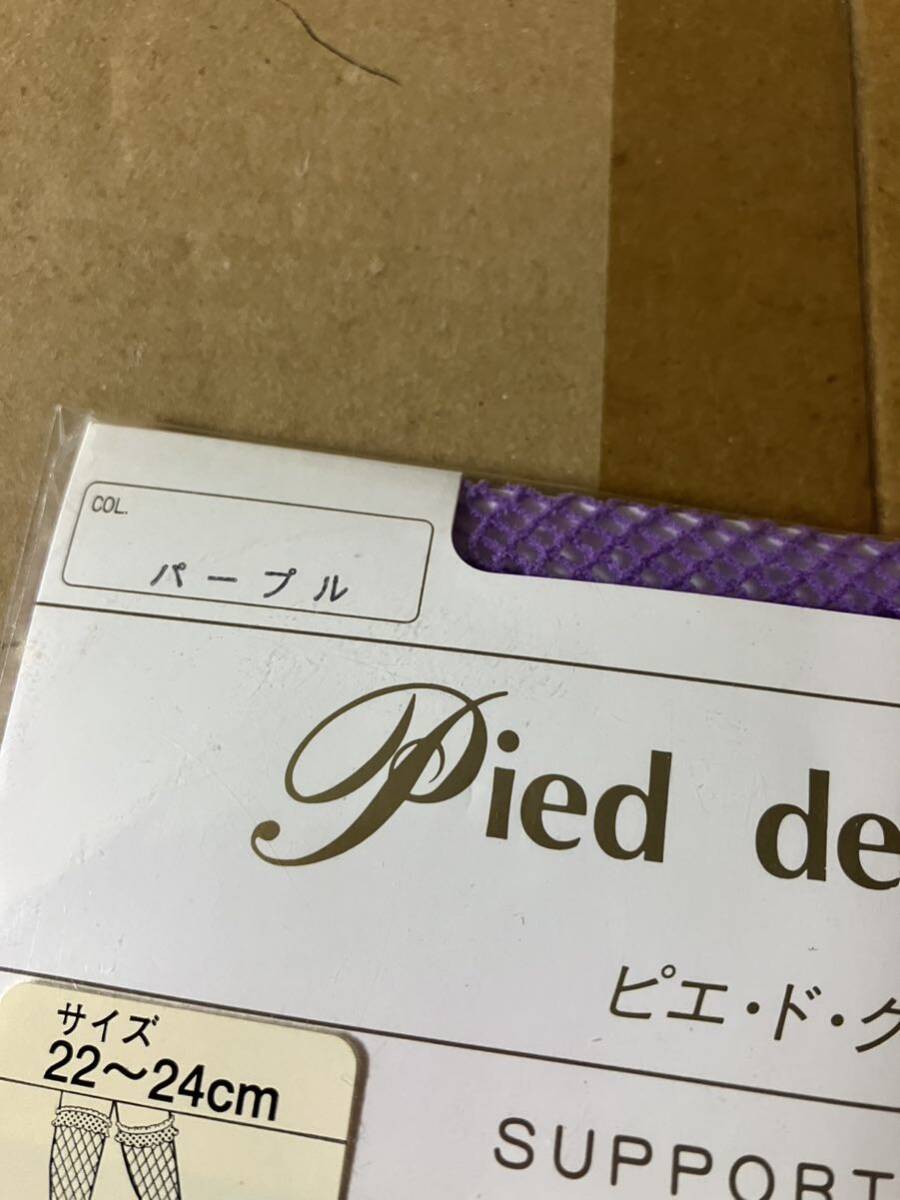 COL.
パープル
Pied de
ピエ・ド・
サイズ
22～24cm
SUPPORT